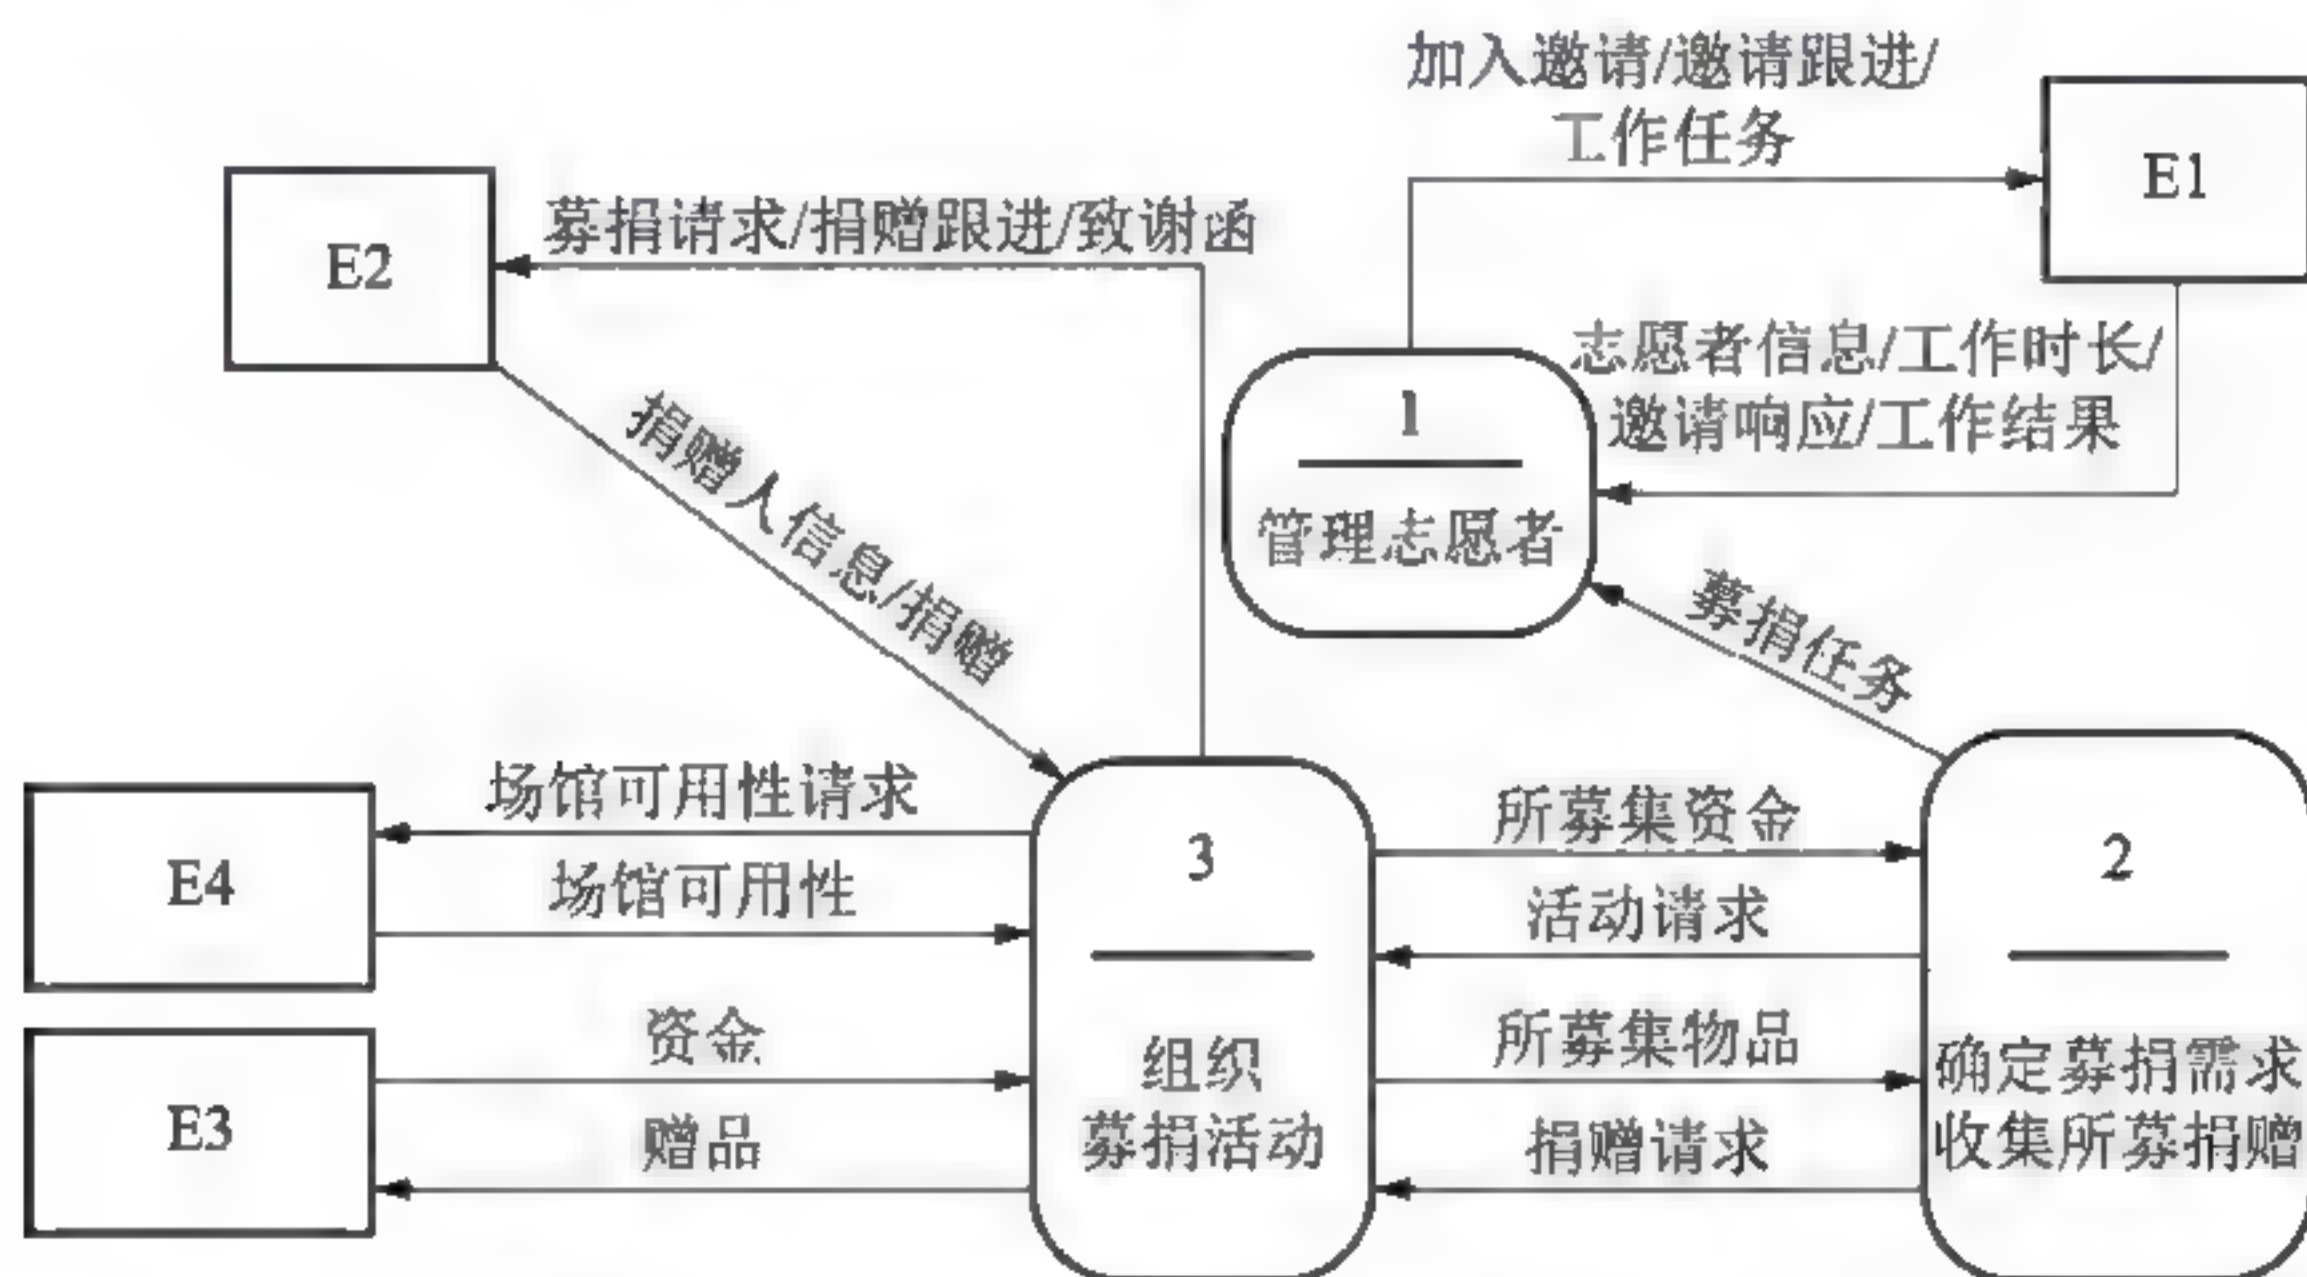 加入邀请/邀请跟进/
工作任务
E1
E2
募捐请求/捐赠跟进/致谢函
志愿者信息/工作时长/
邀请响应/工作结果
1
管理志愿者
捐赠人信息/捐赠
募捐任务
场馆可用性请求
E4
场馆可用性
3
所募集资金
2
活动请求
资金
E3
赠品
组织
募捐活动
所募集物品
捐赠请求
确定募捐需求
收集所募捐赠